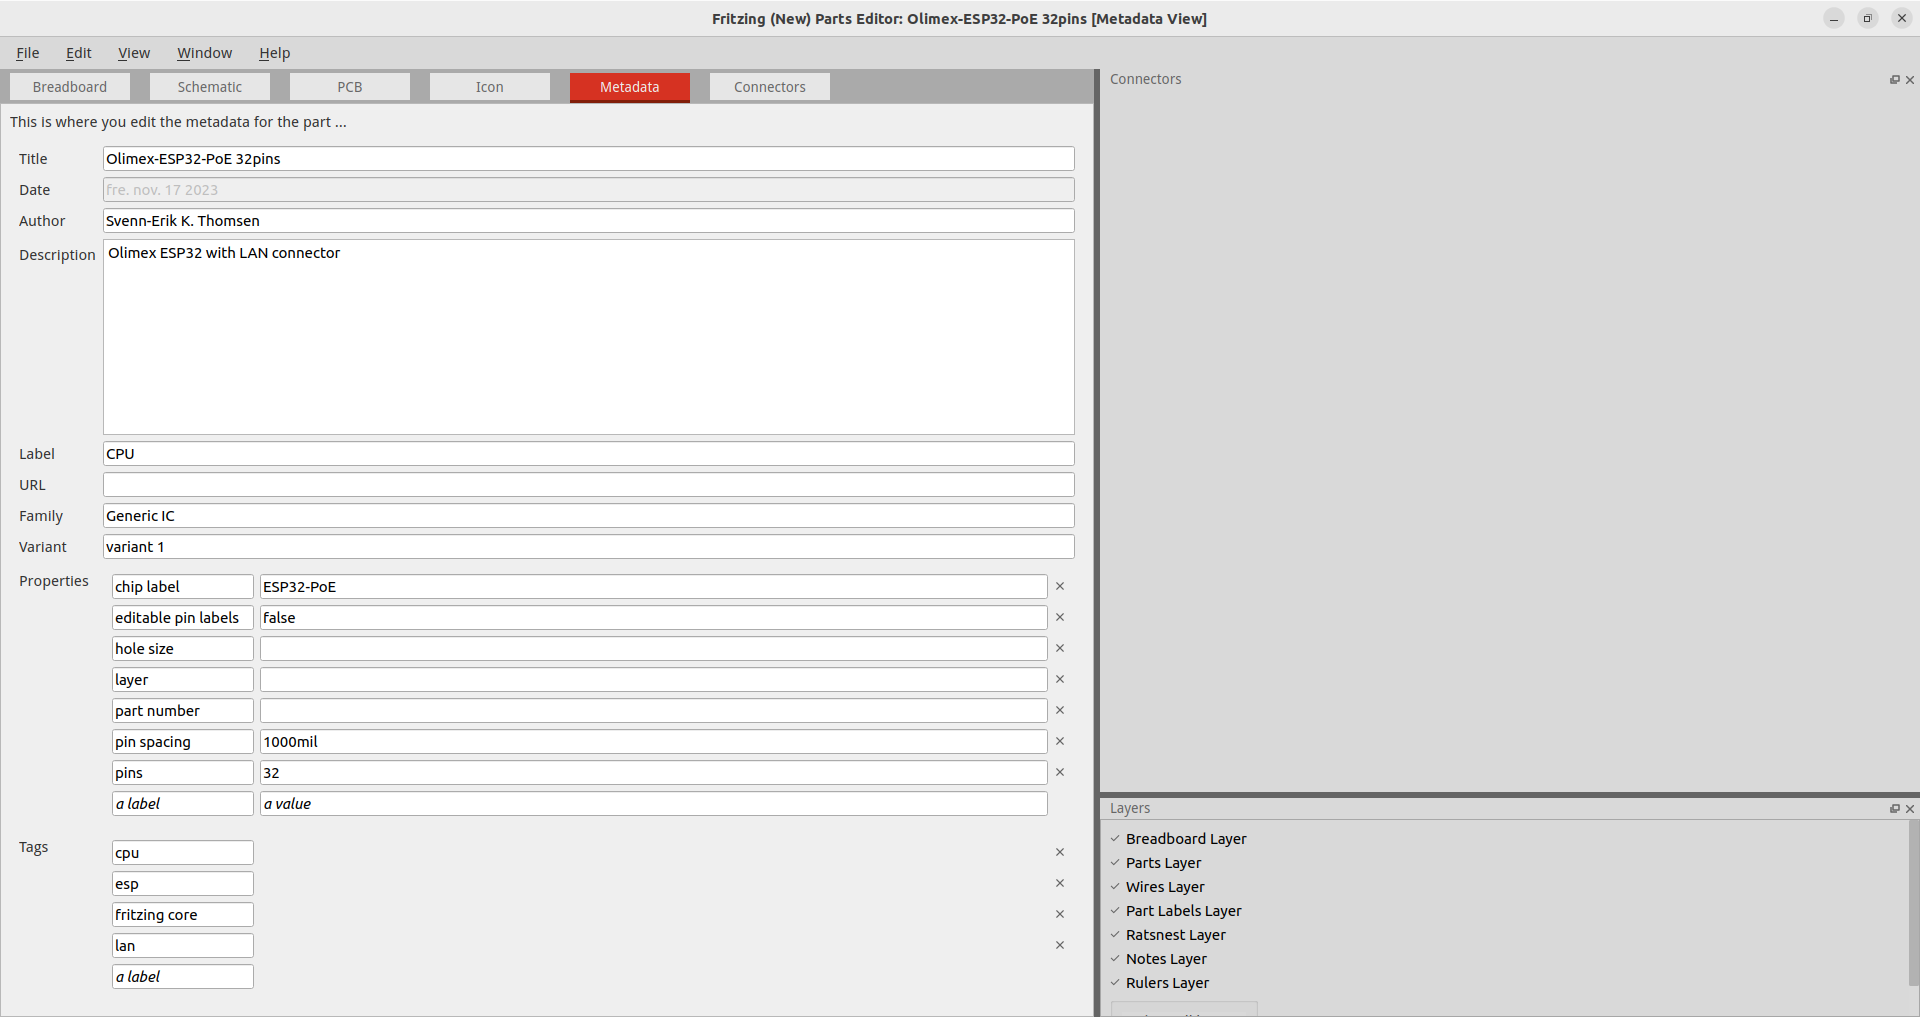 Fritzing (New) Parts Editor: Olimex-ESP32-PoE 32pins [Metadata View]
File Edit View Window Help
Breadboard Schematic PCB Icon Metadata Connectors
This is where you edit the metadata for the part ...
Title Olimex-ESP32-PoE 32pins
Date fre. nov. 17 2023
Author Svenn-Erik K. Thomsen
Description Olimex ESP32 with LAN connector
Label CPU
URL
Family Generic IC
Variant variant 1
Properties chip label ESP32-PoE
editable pin labels false
hole size
layer
part number
pin spacing 1000mil
pins 32
a label a value
Tags cpu
esp
fritzing core
lan
a label
Connectors
Layers
Breadboard Layer
Parts Layer
Wires Layer
Part Labels Layer
Ratsnest Layer
Notes Layer
Rulers Layer